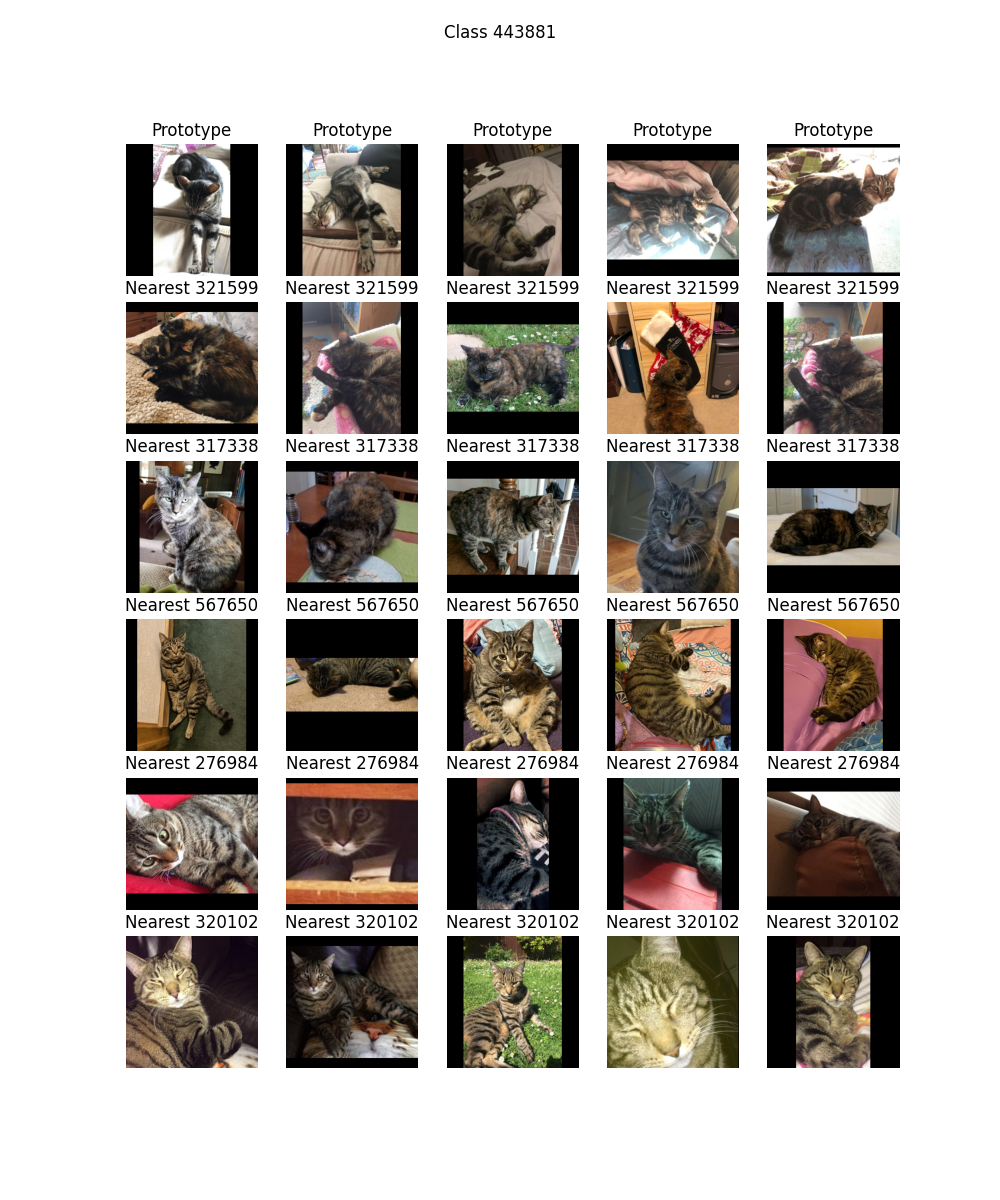 Class 443881
Prototype Prototype Prototype Prototype Prototype
Nearest 321599 Nearest 321599 Nearest 321599 Nearest 321599 Nearest 321599
Nearest 317338 Nearest 317338 Nearest 317338 Nearest 317338 Nearest 317338
Nearest 567650 Nearest 567650 Nearest 567650 Nearest 567650 Nearest 567650
Nearest 276984 Nearest 276984 Nearest 276984 Nearest 276984 Nearest 276984
Nearest 320102 Nearest 320102 Nearest 320102 Nearest 320102 Nearest 320102